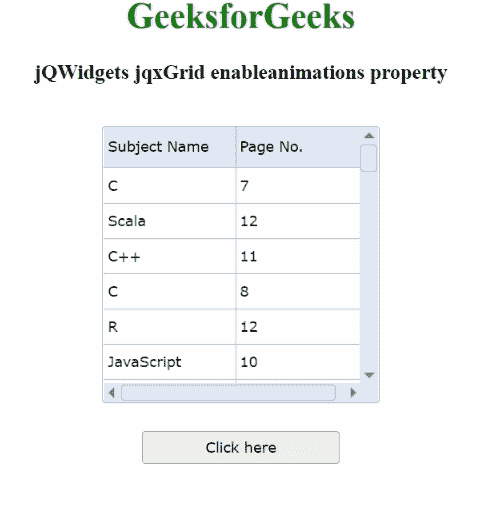 GeeksforGeeks
jQWidgets jqxGrid enableanimations property
Subject Name Page No.
C 7
Scala 12
C++ 11
C 8
R 12
JavaScript 10
Click here